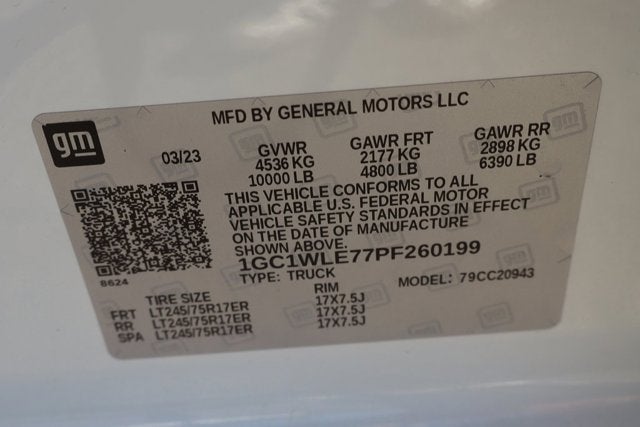 MFD BY GENERAL MOTORS LLC
gm
03/23
GVWR GAWR FRT GAWR RR
4536 KG 2177 KG 2898 KG
10000 LB 4800 LB 6390 LB
THIS VEHICLE CONFORMS TO ALL
APPLICABLE U.S. FEDERAL MOTOR
VEHICLE SAFETY STANDARDS IN EFFECT
ON THE DATE OF MANUFACTURE
SHOWN ABOVE.
1GC1WLE77PF260199
8624
TYPE: TRUCK MODEL: 79CC20943
TIRE SIZE RIM
FRT LT245/75R17ER 17X7.5J
RR LT245/75R17ER 17X7.5J
SPA LT245/75R17ER 17X7.5J